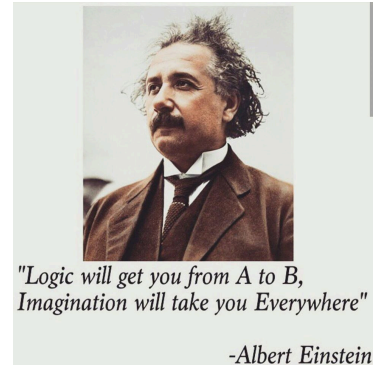 "Logic will get you from A to B,
Imagination will take you Everywhere"
-Albert Einstein